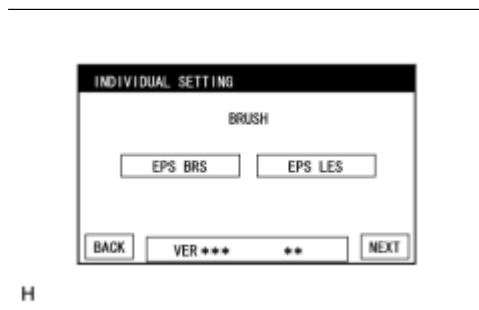 INDIVIDUAL SETTING
BRUSH
EPS BRS EPS LES
BACK VER*** ** NEXT
H